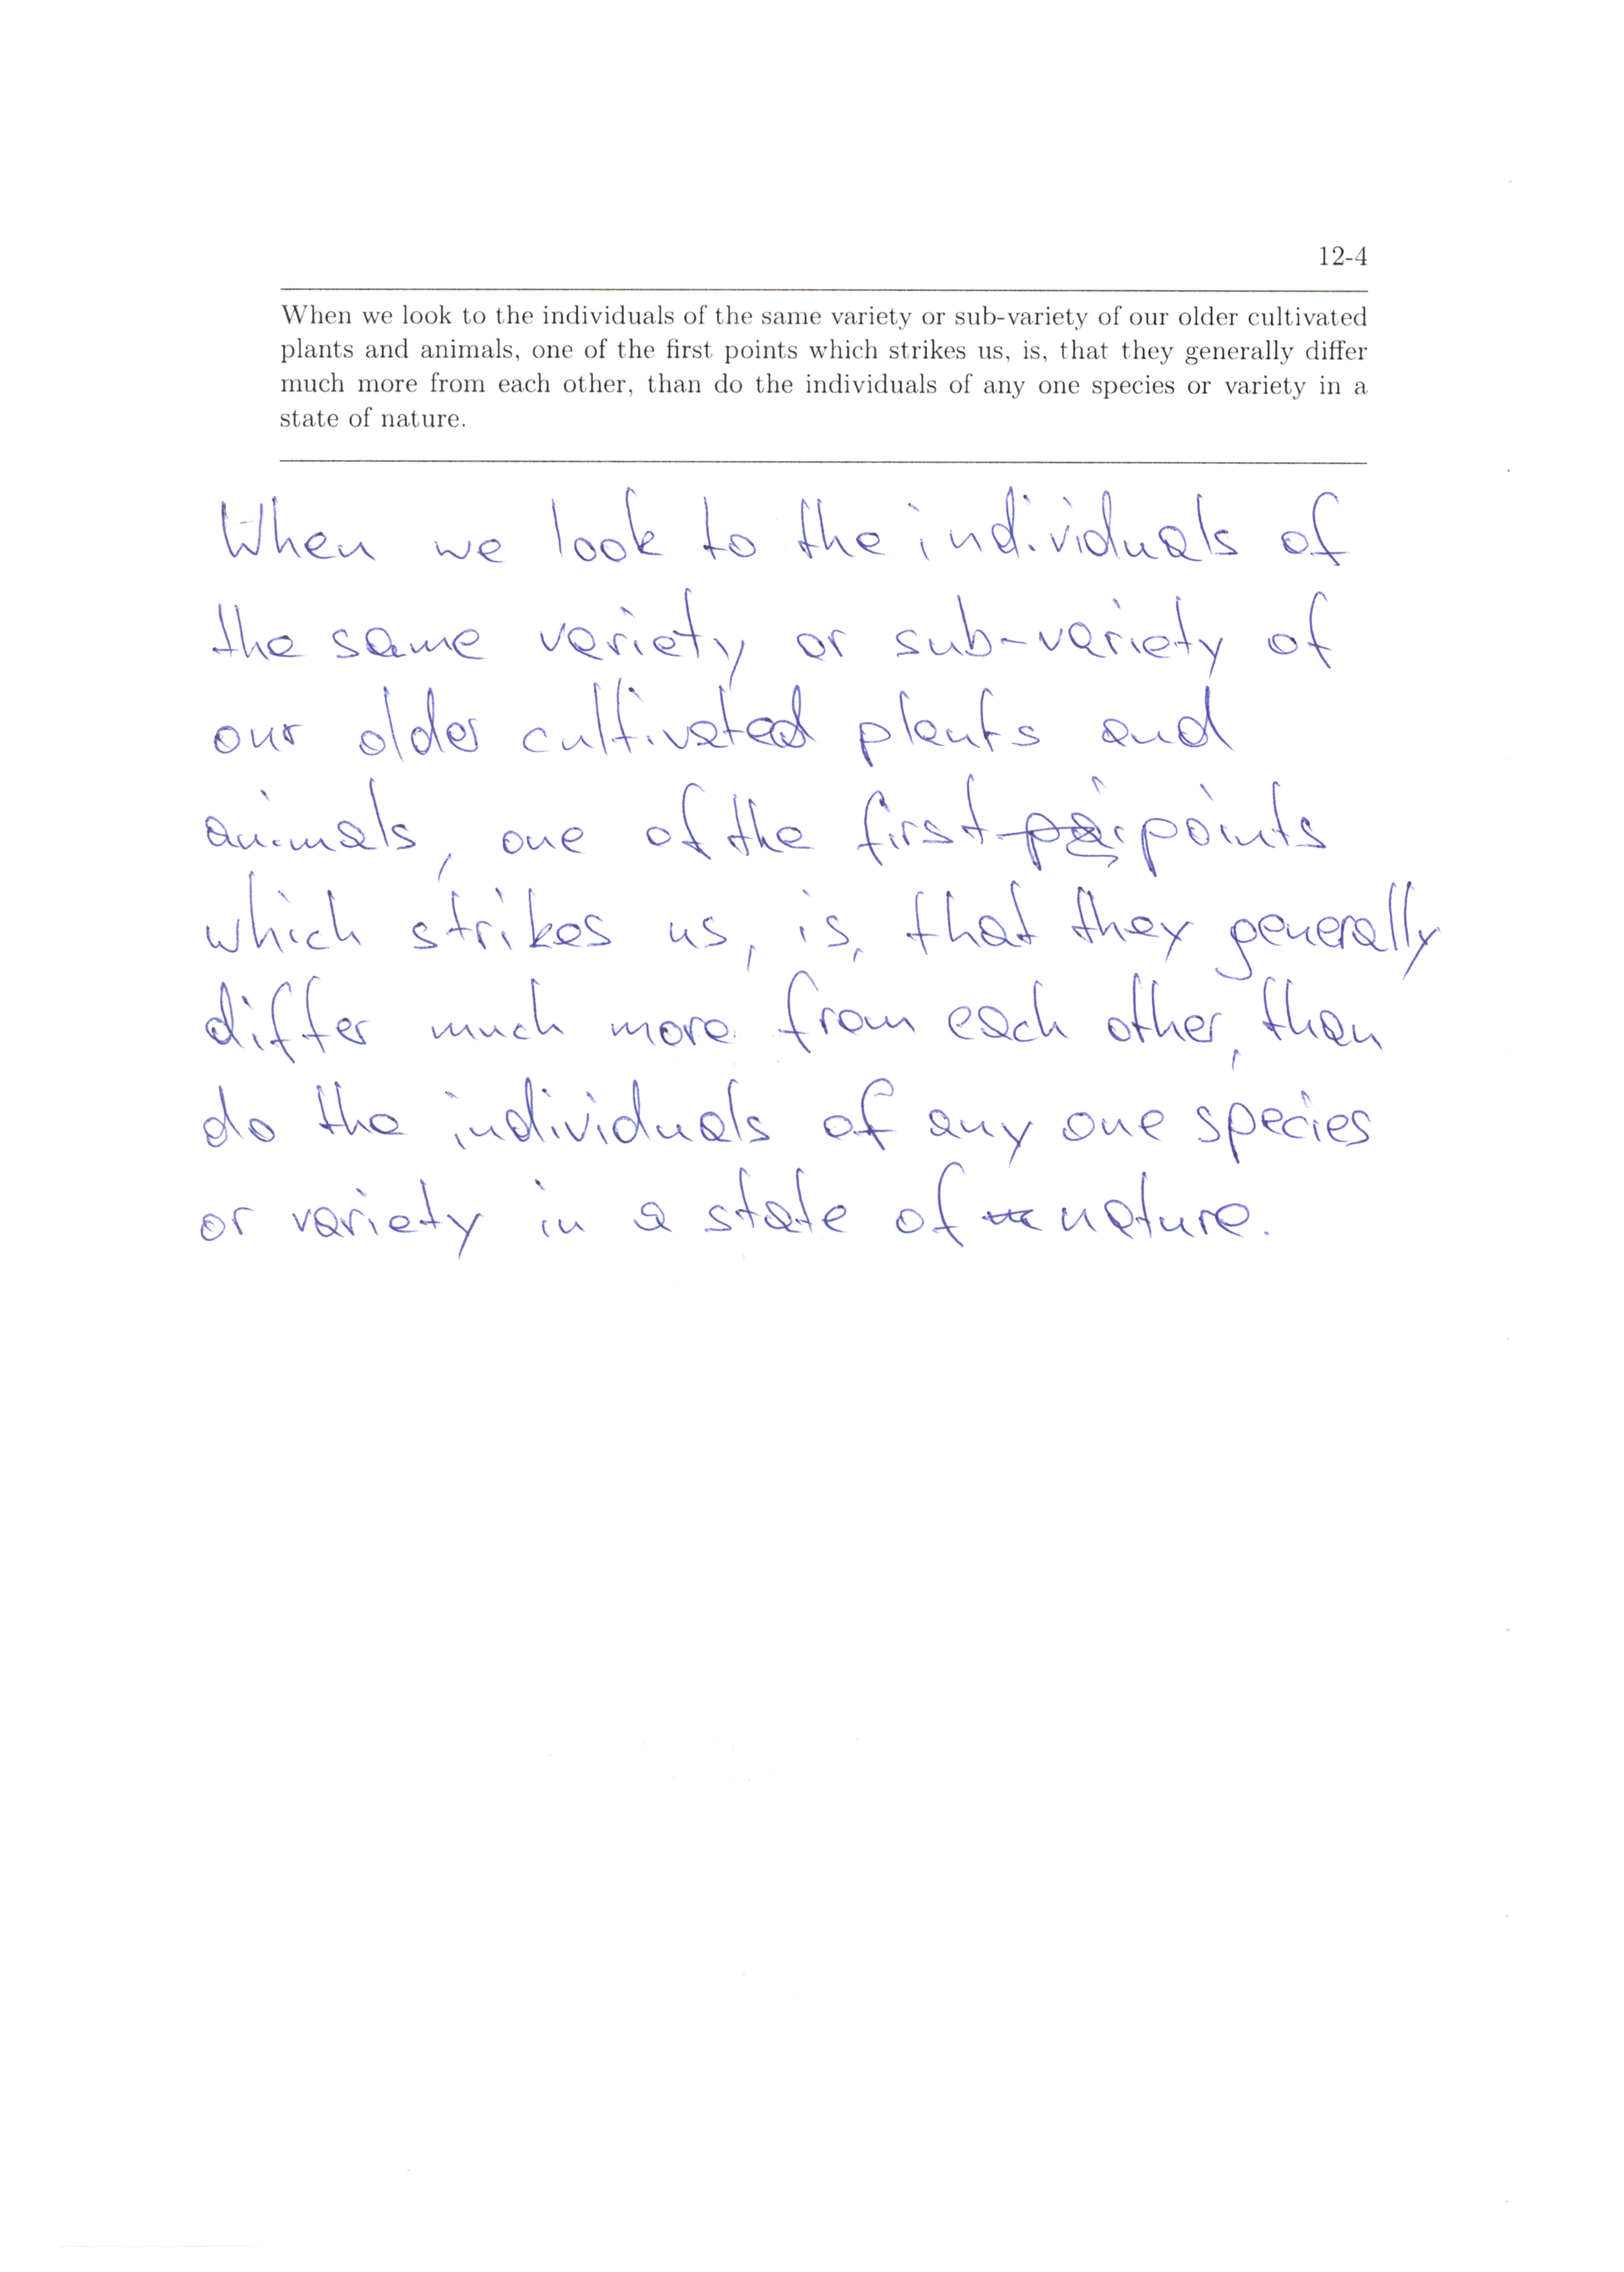 12-4
When we look to the individuals of the same variety or sub-variety of our older cultivated
plants and animals, one of the first points which strikes us, is, that they generally differ
much more from each other, than do the individuals of any one species or variety in a
state of nature.
When we look to the individuals of
the same variety or sub-variety of
our older cultivated plants and
animals, one of the first points
which strikes us, is, that they generally
differ much more from each other, than
do the individuals of any one species
or variety in a state of nature.